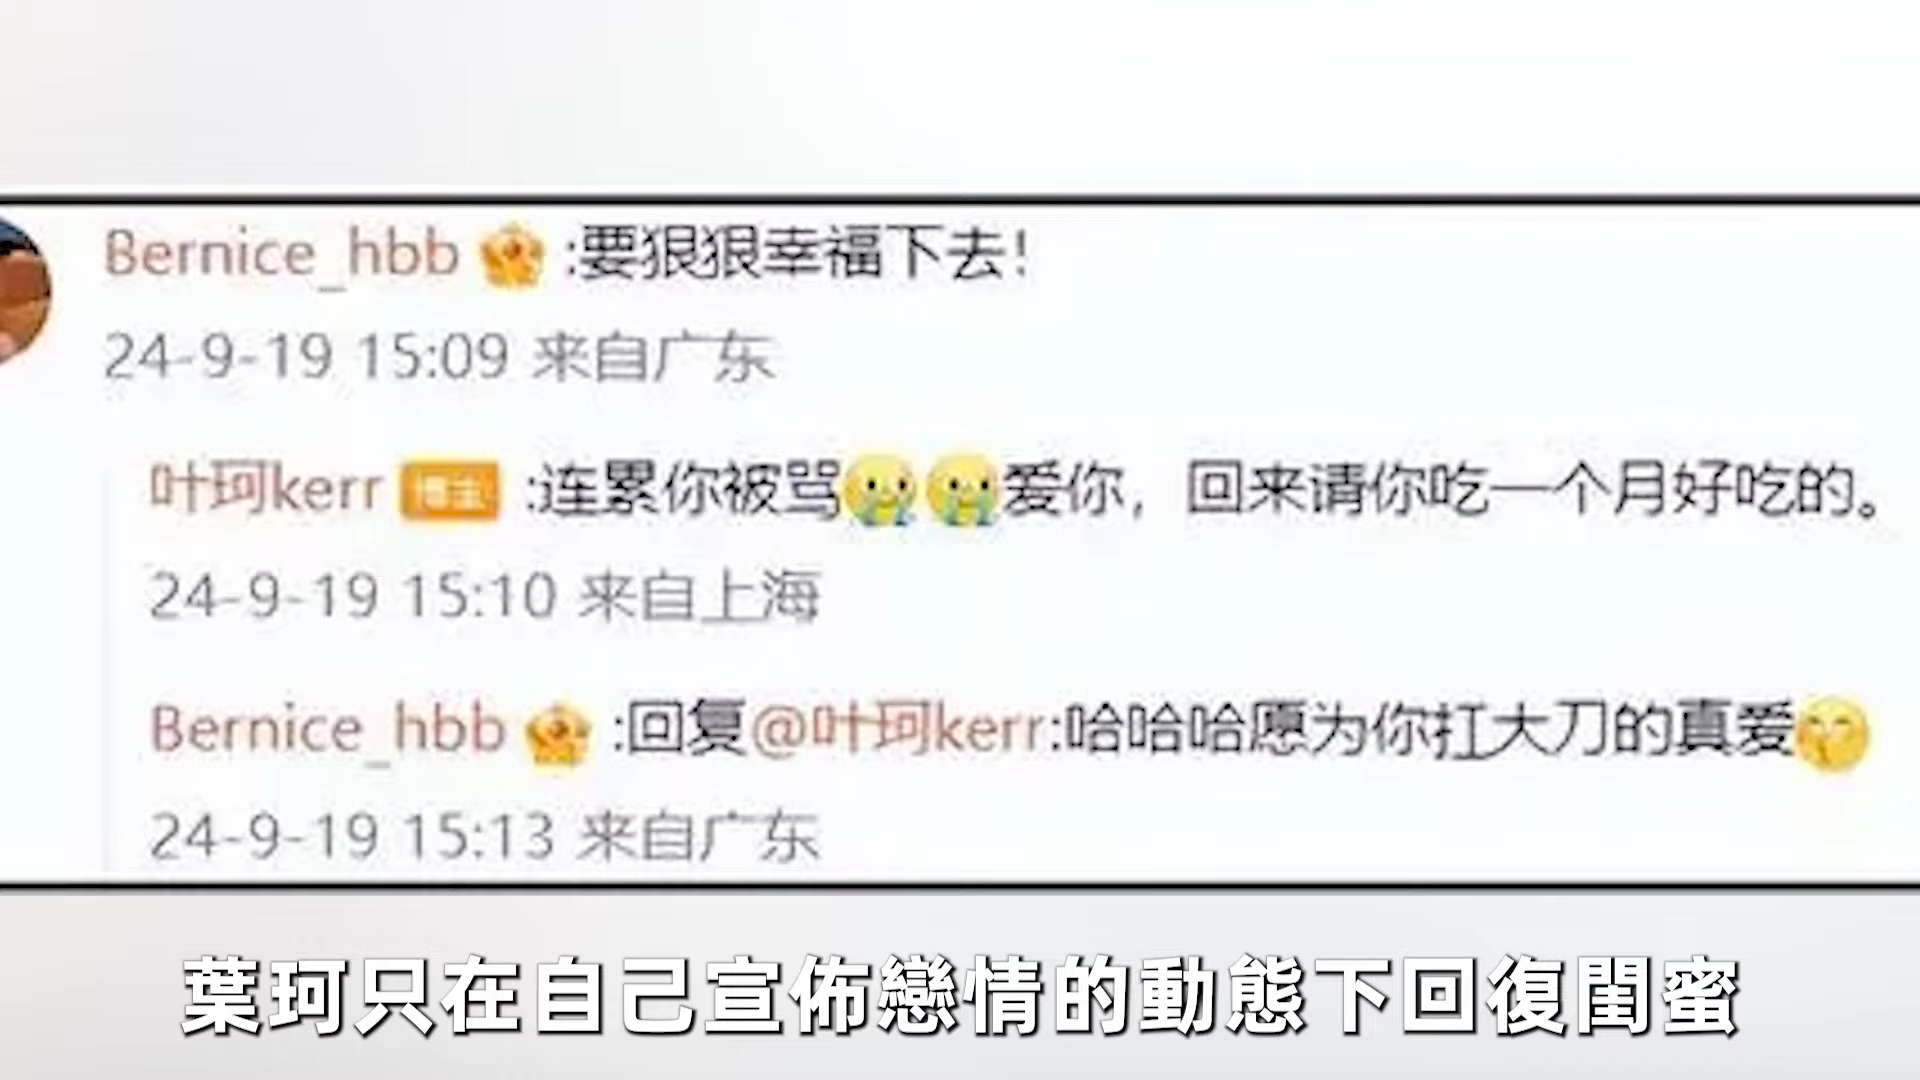 Bernice_hbb :要狠狠幸福下去!
24-9-19 15:09 来自广东
叶珂kerr 博主 :连累你被骂爱你，回来请你吃一个月好吃的。
24-9-19 15:10 来自上海
Bernice_hbb :回复@叶珂kerr:哈哈哈愿为你扛大刀的真爱
24-9-19 15:13 来自广东
葉珂只在自己宣佈戀情的動態下回復閨蜜